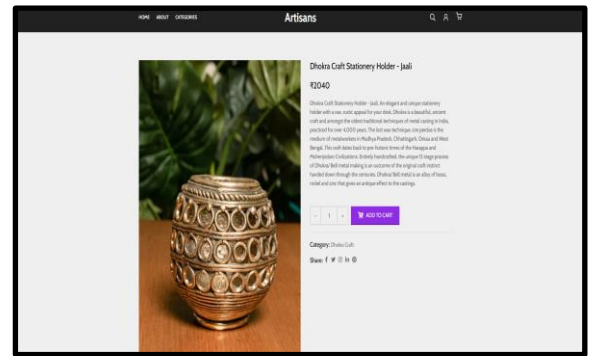 HOME ABOUT CATEGORIES Artisans
Dhokra Craft Stationery Holder - Jaali
₹2040
Dhokra Craft Stationery Holder - Jaali. An elegant and unique stationery
holder with a raw, rustic appeal for your desk. Dhokra is a beautiful, ancient
craft and amongst the oldest traditional techniques of metal casting in India,
practiced for over 4,000 years. The lost wax technique, cire perdue is the
medium of metalworkers in Madhya Pradesh, Chhattisgarh, Orissa and West
Bengal. This craft dates back to pre-historic times of the Harappa and
Mohenjodaro Civilizations. Entirely handcrafted, the unique 12 stage process
of Dhokra/ Bell metal making is an outcome of the original craft instinct
handed down through the centuries. Dhokra/ Bell metal is an alloy of brass,
nickel and zinc that gives an antique effect to the castings.
- 1 + ADD TO CART
Category: Dhokra Craft
Share: